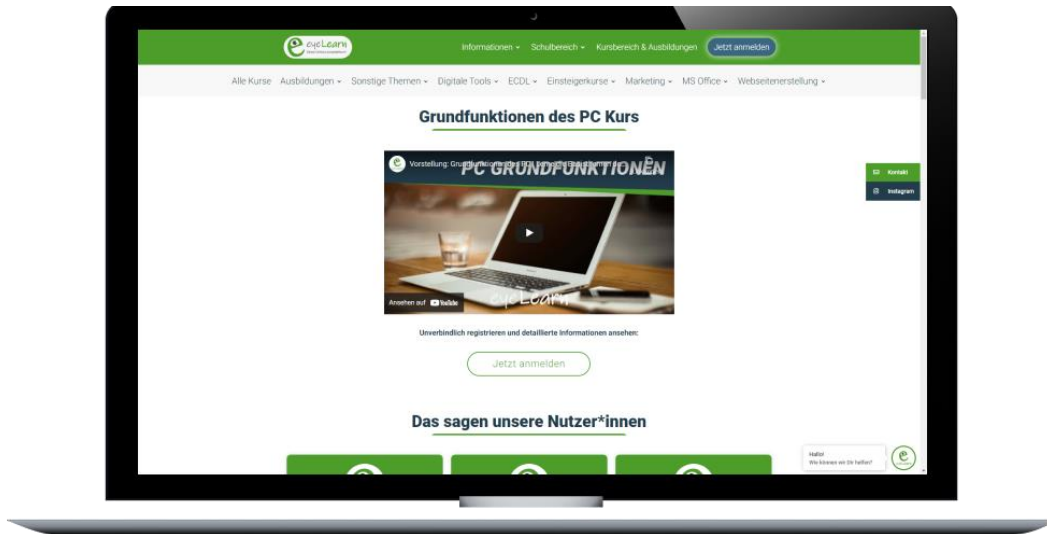 eyeLearn
Informationen Schulbereich Kursbereich & Ausbildungen Jetzt anmelden
Alle Kurse Ausbildungen Sonstige Themen Digitale Tools ECDL Einsteigerkurse Marketing MS Office Webseitenerstellung
Grundfunktionen des PC Kurs
Vorstellung:
PC GRUNDFUNKTIONEN
Kontakt
Instagram
Ansehen auf YouTube
eyeLearn
Unverbindlich registrieren und detaillierte Informationen ansehen:
Jetzt anmelden
Das sagen unsere Nutzer*innen
Hallo!
Wie können wir Dir helfen?